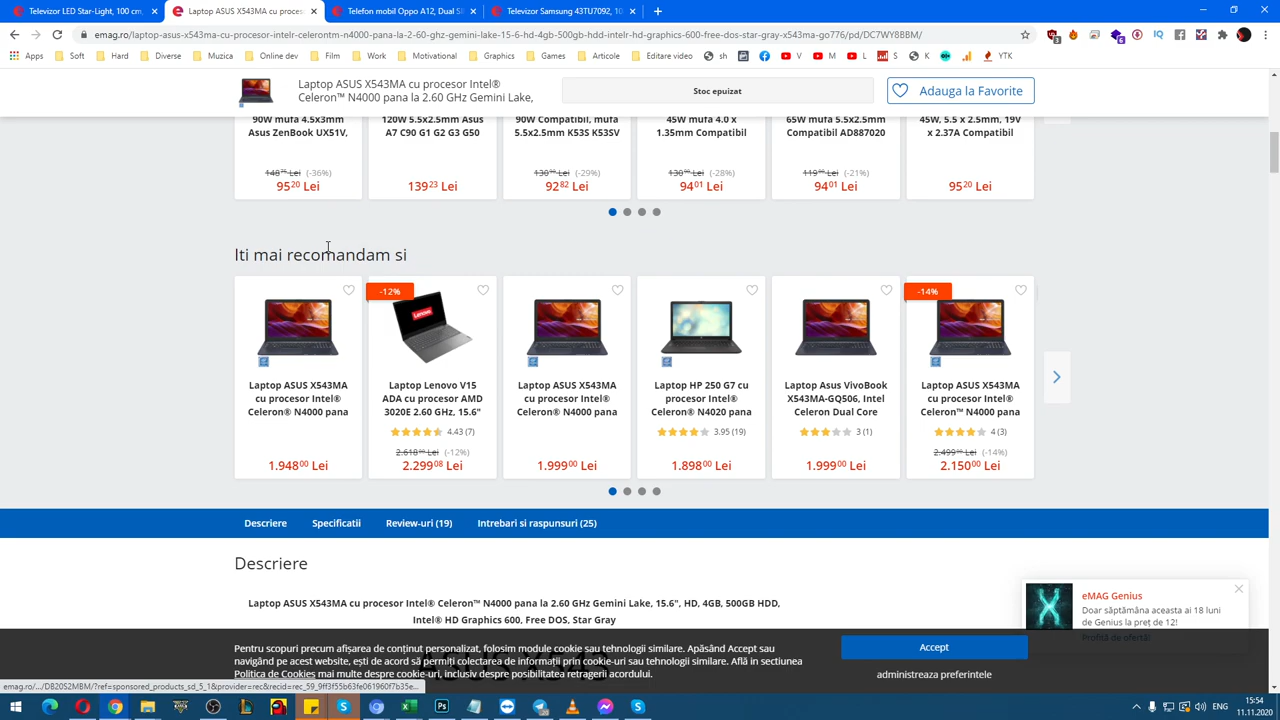 Televizor LED Star-Light, 100 cm,
Laptop ASUS X543MA cu proces
Telefon mobil Oppo A12, Dual SI
Televizor Samsung 43TU7092, 10
emag.ro/laptop-asus-x543ma-cu-procesor-intelr-celerontm-n4000-pana-la-2-60-ghz-gemini-lake-15-6-hd-4gb-500gb-hdd-intelr-hd-graphics-600-free-dos-star-gray-x543ma-go776/pd/DC7WY8BBM/
Apps Soft Hard Diverse Muzica Online dev Film Work Motivational Graphics Games Articole Editare video sh V M L S K YTK
Laptop ASUS X543MA cu procesor Intel®
Celeron™ N4000 pana la 2.60 GHz Gemini Lake,
Stoc epuizat
Adauga la Favorite
90W mufa 4.5x3mm
Asus ZenBook UX51V,
120W 5.5x2.5mm Asus
A7 C90 G1 G2 G3 G50
90W Compatibil, mufa
5.5x2.5mm K53S K53SV
45W mufa 4.0 x
1.35mm Compatibil
65W mufa 5.5x2.5mm
Compatibil AD887020
45W, 5.5 x 2.5mm, 19V
x 2.37A Compatibil
(-36%)
9520 Lei
13923 Lei
(-29%)
9282 Lei
(-28%)
9401 Lei
(-21%)
9401 Lei
9520 Lei
Iti mai recomandam si
-12%
-14%
Laptop ASUS X543MA
cu procesor Intel®
Celeron® N4000 pana
1.94800 Lei
Laptop Lenovo V15
ADA cu procesor AMD
3020E 2.60 GHz, 15.6"
4.43 (7)
2.618 Lei (-12%)
2.29908 Lei
Laptop ASUS X543MA
cu procesor Intel®
Celeron® N4000 pana
1.99900 Lei
Laptop HP 250 G7 cu
procesor Intel®
Celeron® N4020 pana
3.95 (19)
1.89800 Lei
Laptop Asus VivoBook
X543MA-GQ506, Intel
Celeron Dual Core
3 (1)
1.99900 Lei
Laptop ASUS X543MA
cu procesor Intel®
Celeron™ N4000 pana
4 (3)
2.499 Lei (-14%)
2.15000 Lei
Descriere Specificatii Review-uri (19) Intrebari si raspunsuri (25)
Descriere
Laptop ASUS X543MA cu procesor Intel® Celeron™ N4000 pana la 2.60 GHz Gemini Lake, 15.6", HD, 4GB, 500GB HDD,
Intel® HD Graphics 600, Free DOS, Star Gray
eMAG Genius
Doar săptămâna aceasta ai 18 luni
de Genius la preț de 12!
Profită de ofertă!
ASUS X543
Pentru scopuri precum afișarea de conținut personalizat, folosim module cookie sau tehnologii similare. Apăsând Accept sau
navigând pe acest website, ești de acord să permiți colectarea de informații prin cookie-uri sau tehnologii similare. Află in sectiunea
Politica de Cookies mai multe despre cookie-uri, inclusiv despre posibilitatea retragerii acordului.
Accept
administreaza preferintele
ENG
15:54
11.11.2020